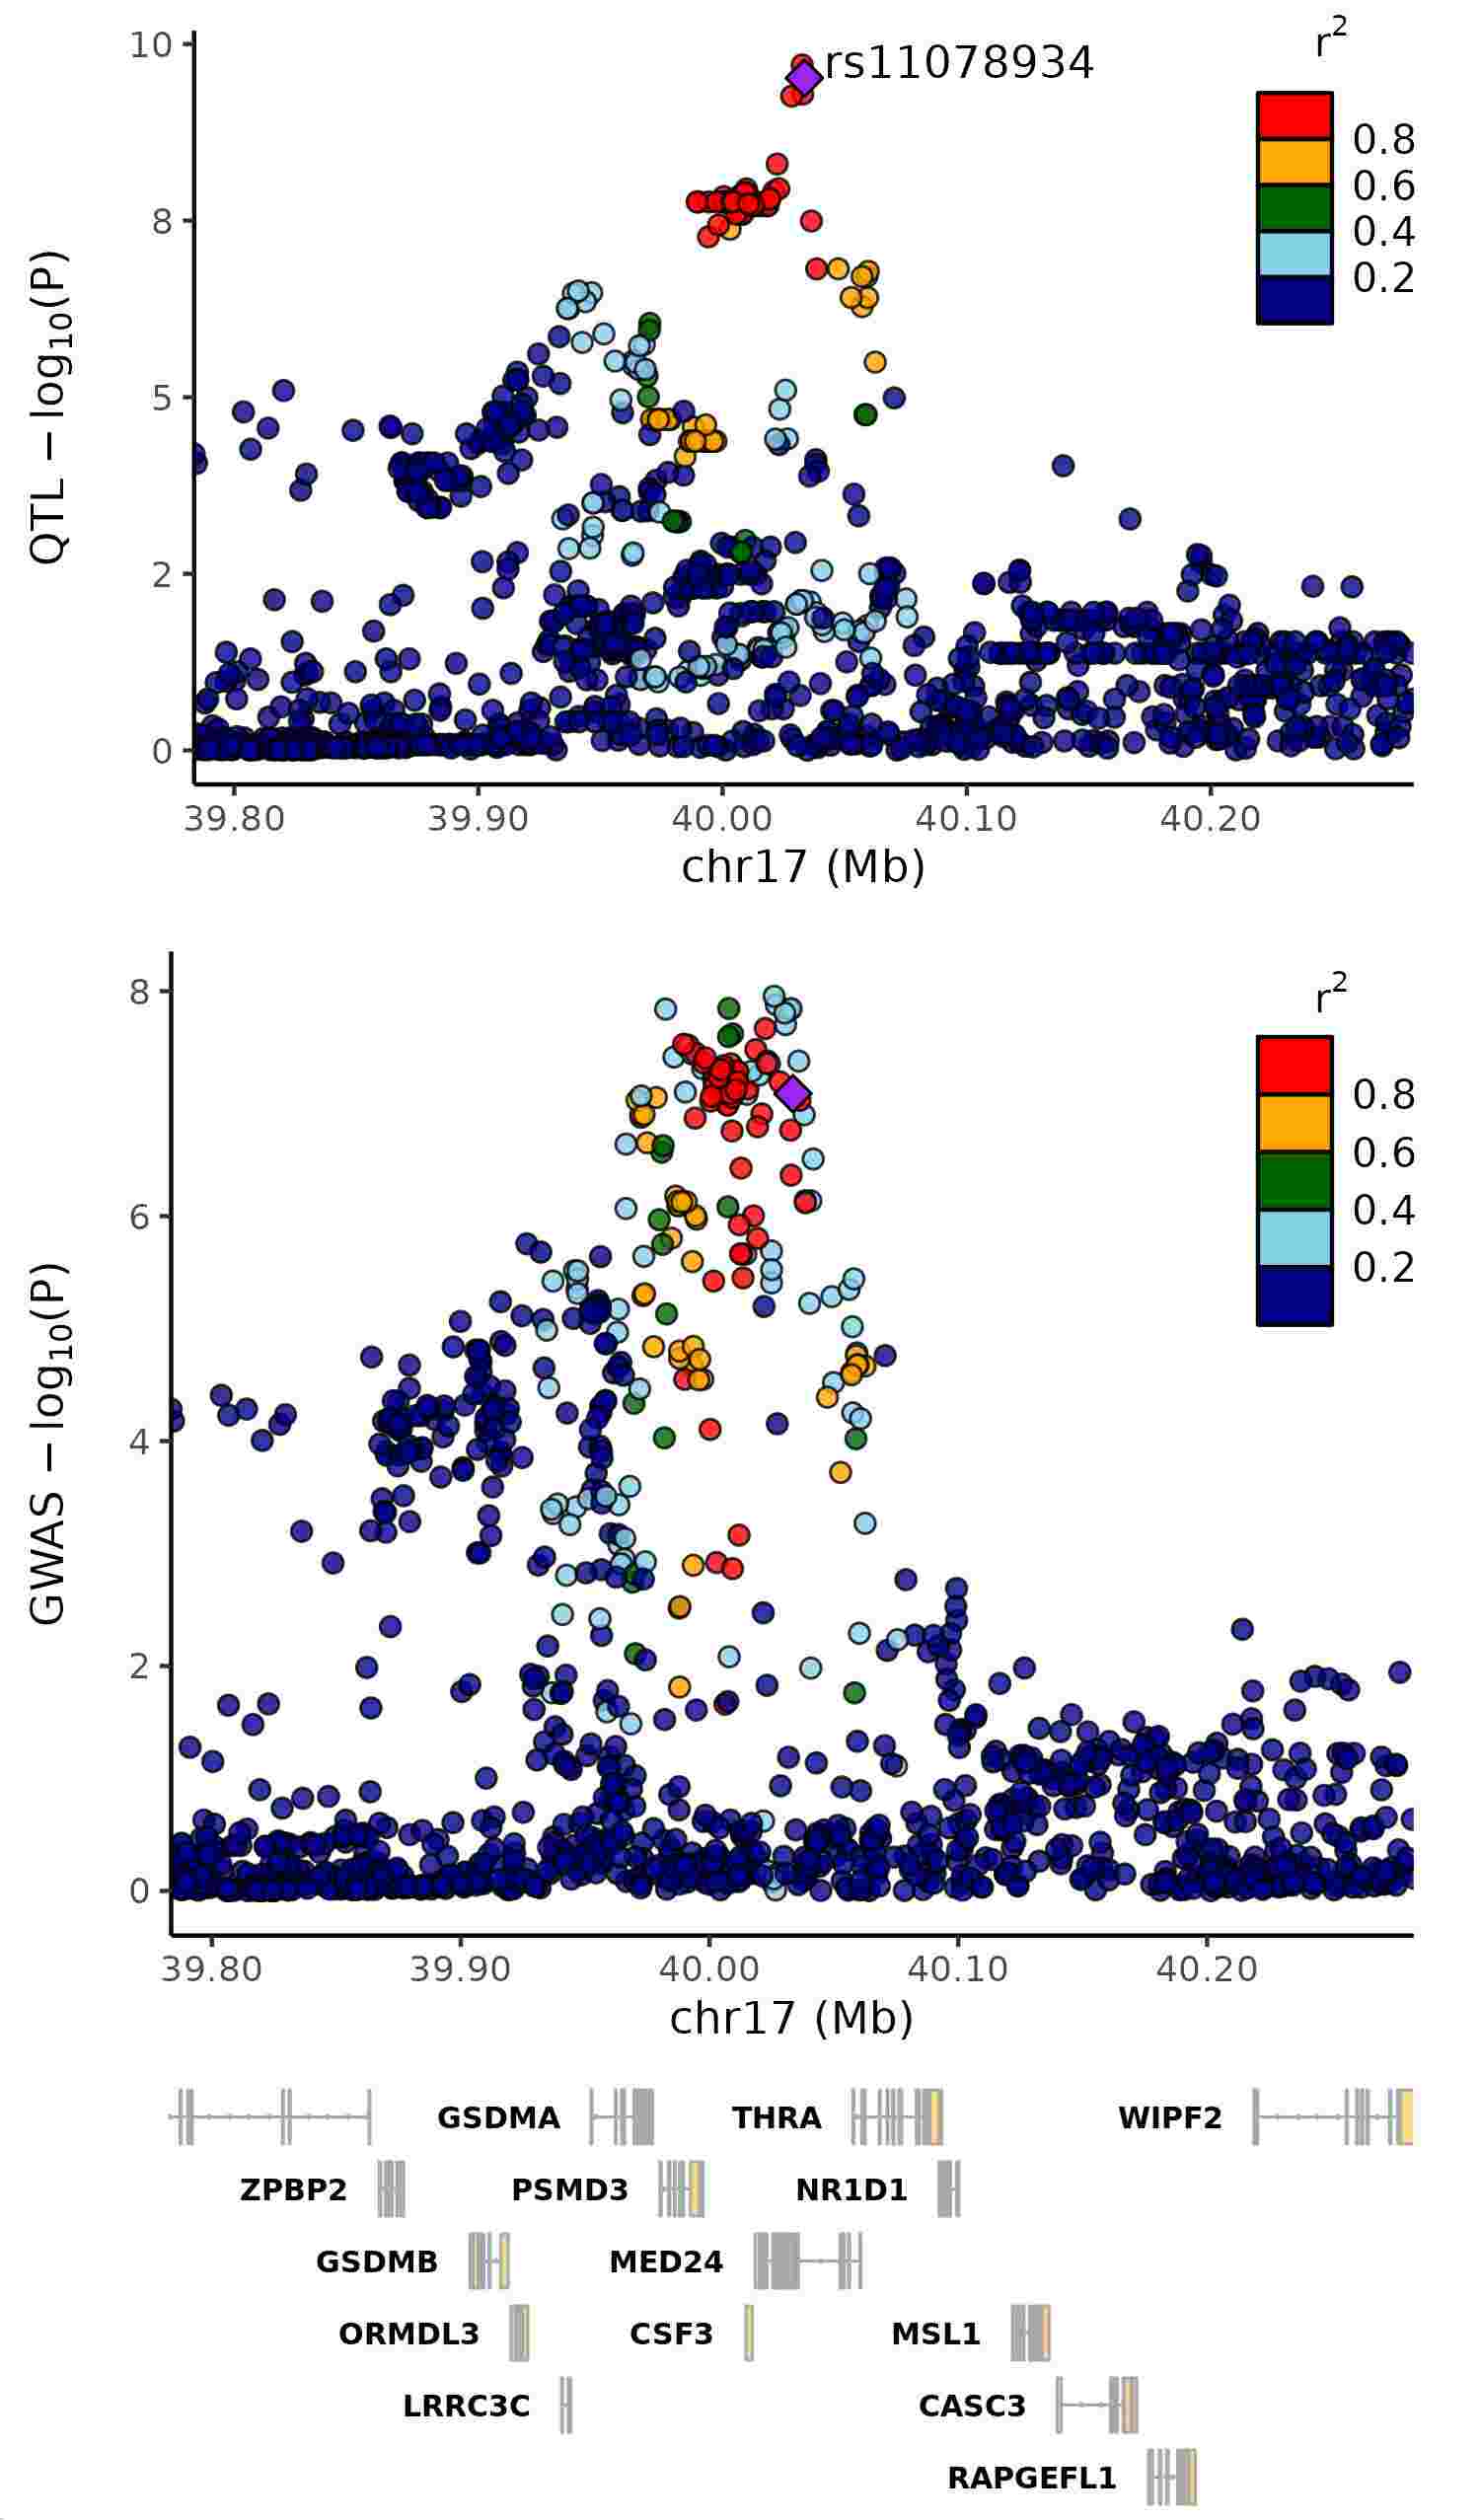 r²
10
rs11078934
0.8
0.6
0.4
0.2
8
5
2
0
QTL − log₁₀(P)
39.80 39.90 40.00 40.10 40.20
chr17 (Mb)
r²
8
0.8
0.6
0.4
0.2
6
4
2
0
GWAS − log₁₀(P)
39.80 39.90 40.00 40.10 40.20
chr17 (Mb)
GSDMA THRA WIPF2
ZPBP2 PSMD3 NR1D1
GSDMB MED24
ORMDL3 CSF3 MSL1
LRRC3C CASC3
RAPGEFL1